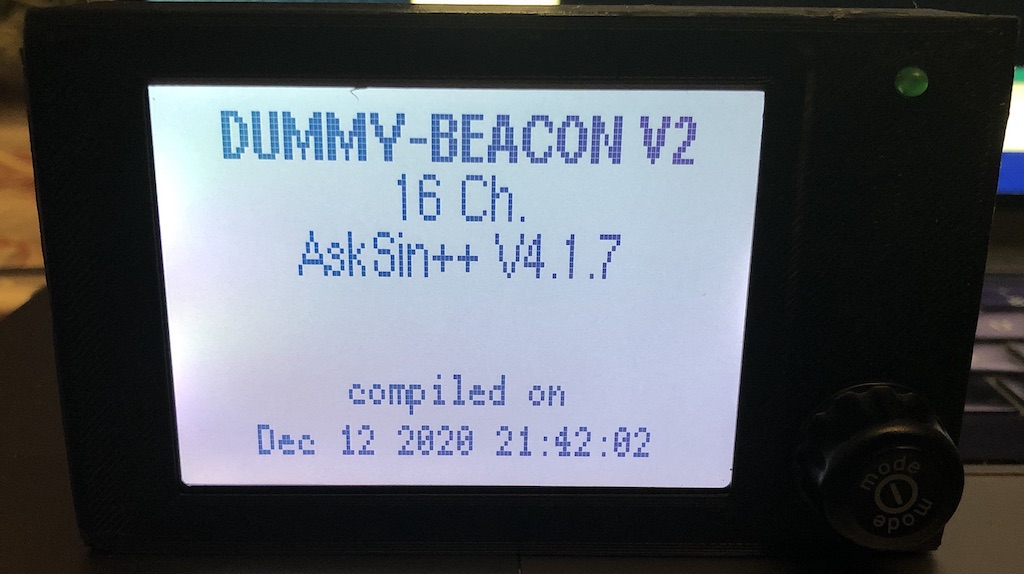 DUMMY-BEACON V2
16 Ch.
AskSin++ V4.1.7
compiled on
Dec 12 2020 21:42:02
mode
mode